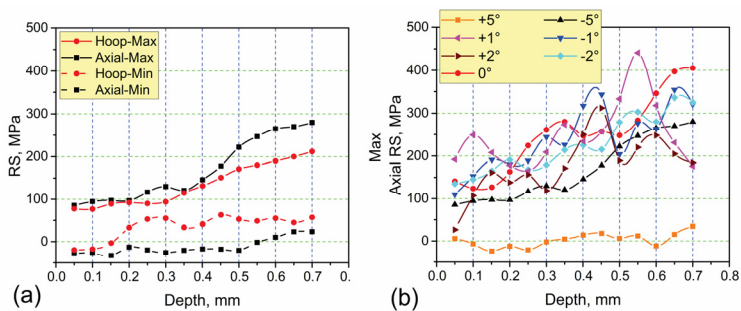 (a)
500
400
300
200
100
0
RS, MPa
Hoop-Max
Axial-Max
Hoop-Min
Axial-Min
0.0 0.1 0.2 0.3 0.4 0.5 0.6 0.7 0.
Depth, mm
(b)
500
400
300
200
100
0
-100
Max
Axial RS, MPa
+5° -5°
+1° -1°
+2° -2°
0°
0.0 0.1 0.2 0.3 0.4 0.5 0.6 0.7 0.8
Depth, mm